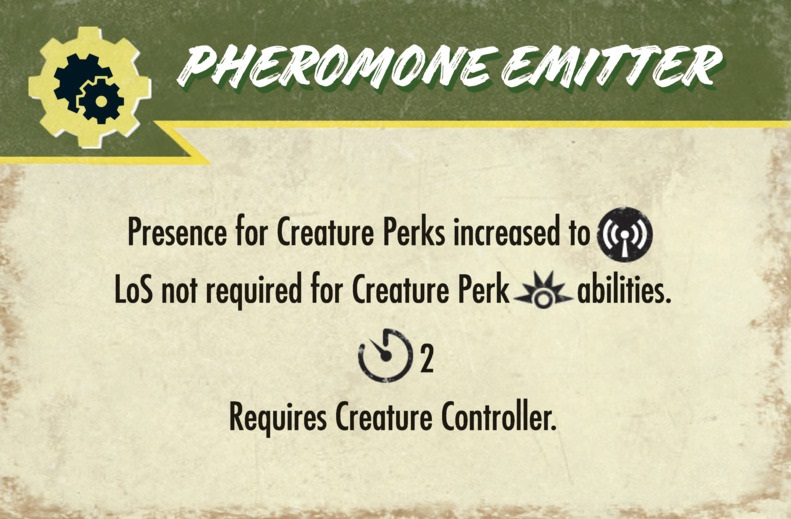 PHEROMONE EMITTER
Presence for Creature Perks increased to
LoS not required for Creature Perk abilities.
2
Requires Creature Controller.